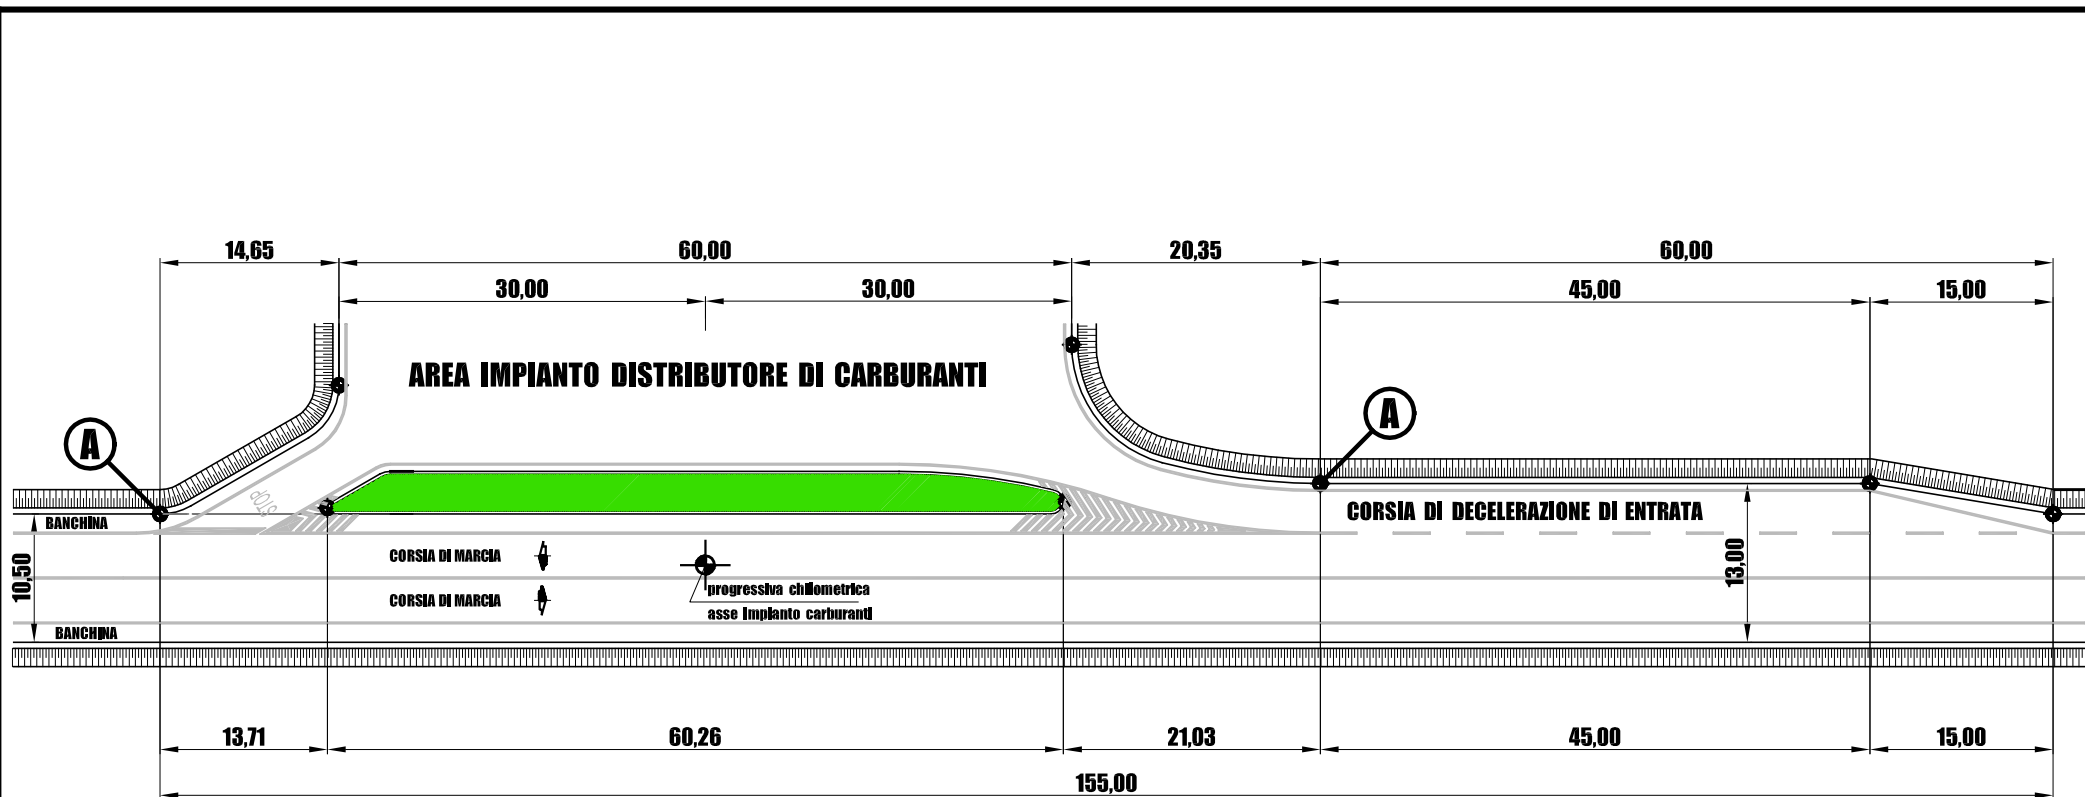 14,65 60,00 20,35 60,00
30,00 30,00 45,00 15,00
AREA IMPIANTO DISTRIBUTORE DI CARBURANTI
A
A
STOP
BANCHINA
CORSIA DI DECELERAZIONE DI ENTRATA
CORSIA DI MARCIA
10,50
13,00
progressiva chilometrica
CORSIA DI MARCIA
asse impianto carburanti
BANCHINA
13,71 60,26 21,03 45,00 15,00
155,00